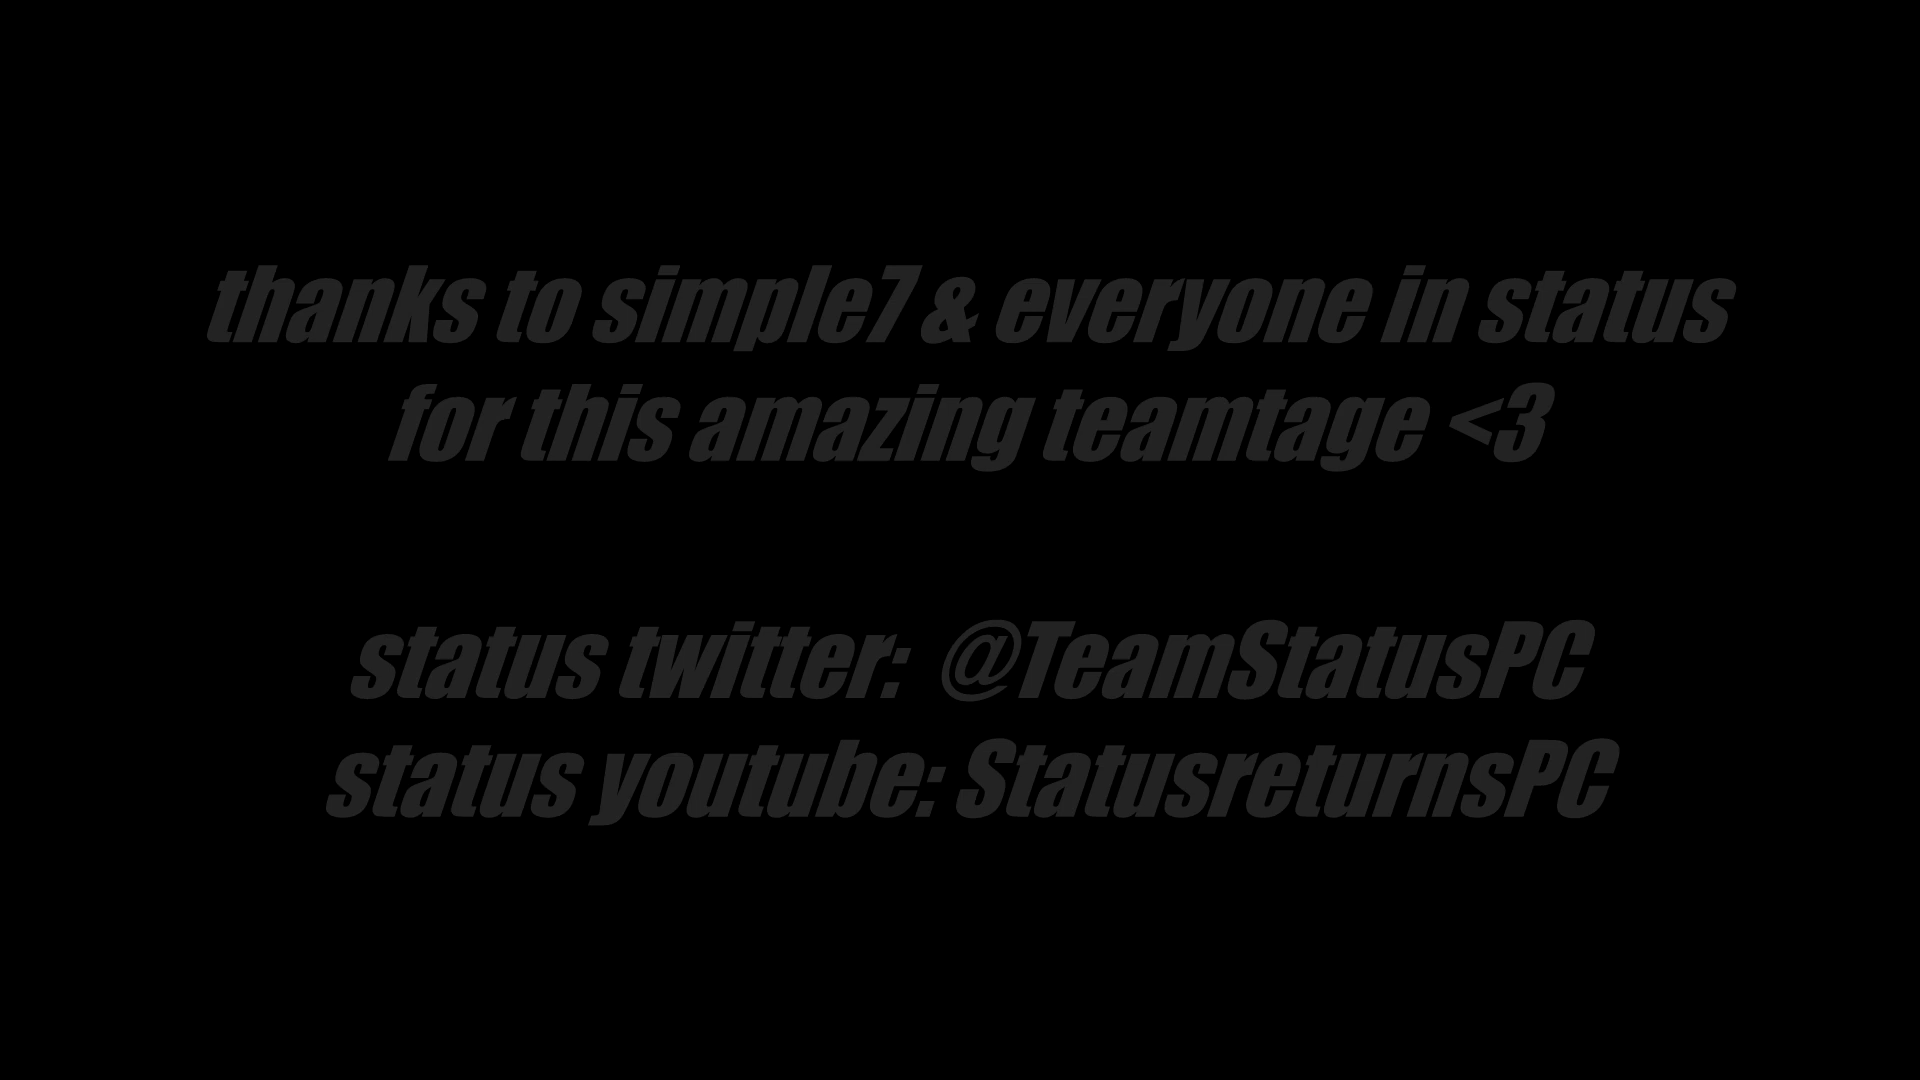 thanks to simple7 & everyone in status
for this amazing teamtage <3
status twitter: @TeamStatusPC
status youtube: StatusreturnsPC